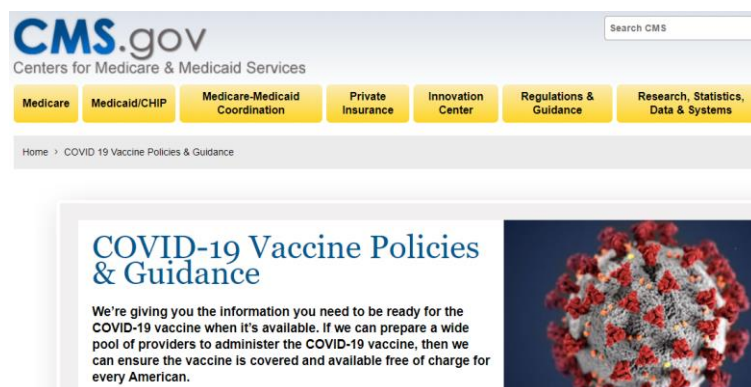 CMS.gov
Search CMS
Centers for Medicare & Medicaid Services
Medicare
Medicaid/CHIP
Medicare-Medicaid
Coordination
Private
Insurance
Innovation
Center
Regulations &
Guidance
Research, Statistics,
Data & Systems
Home > COVID 19 Vaccine Policies & Guidance
COVID-19 Vaccine Policies
& Guidance
We're giving you the information you need to be ready for the
COVID-19 vaccine when it's available. If we can prepare a wide
pool of providers to administer the COVID-19 vaccine, then we
can ensure the vaccine is covered and available free of charge for
every American.